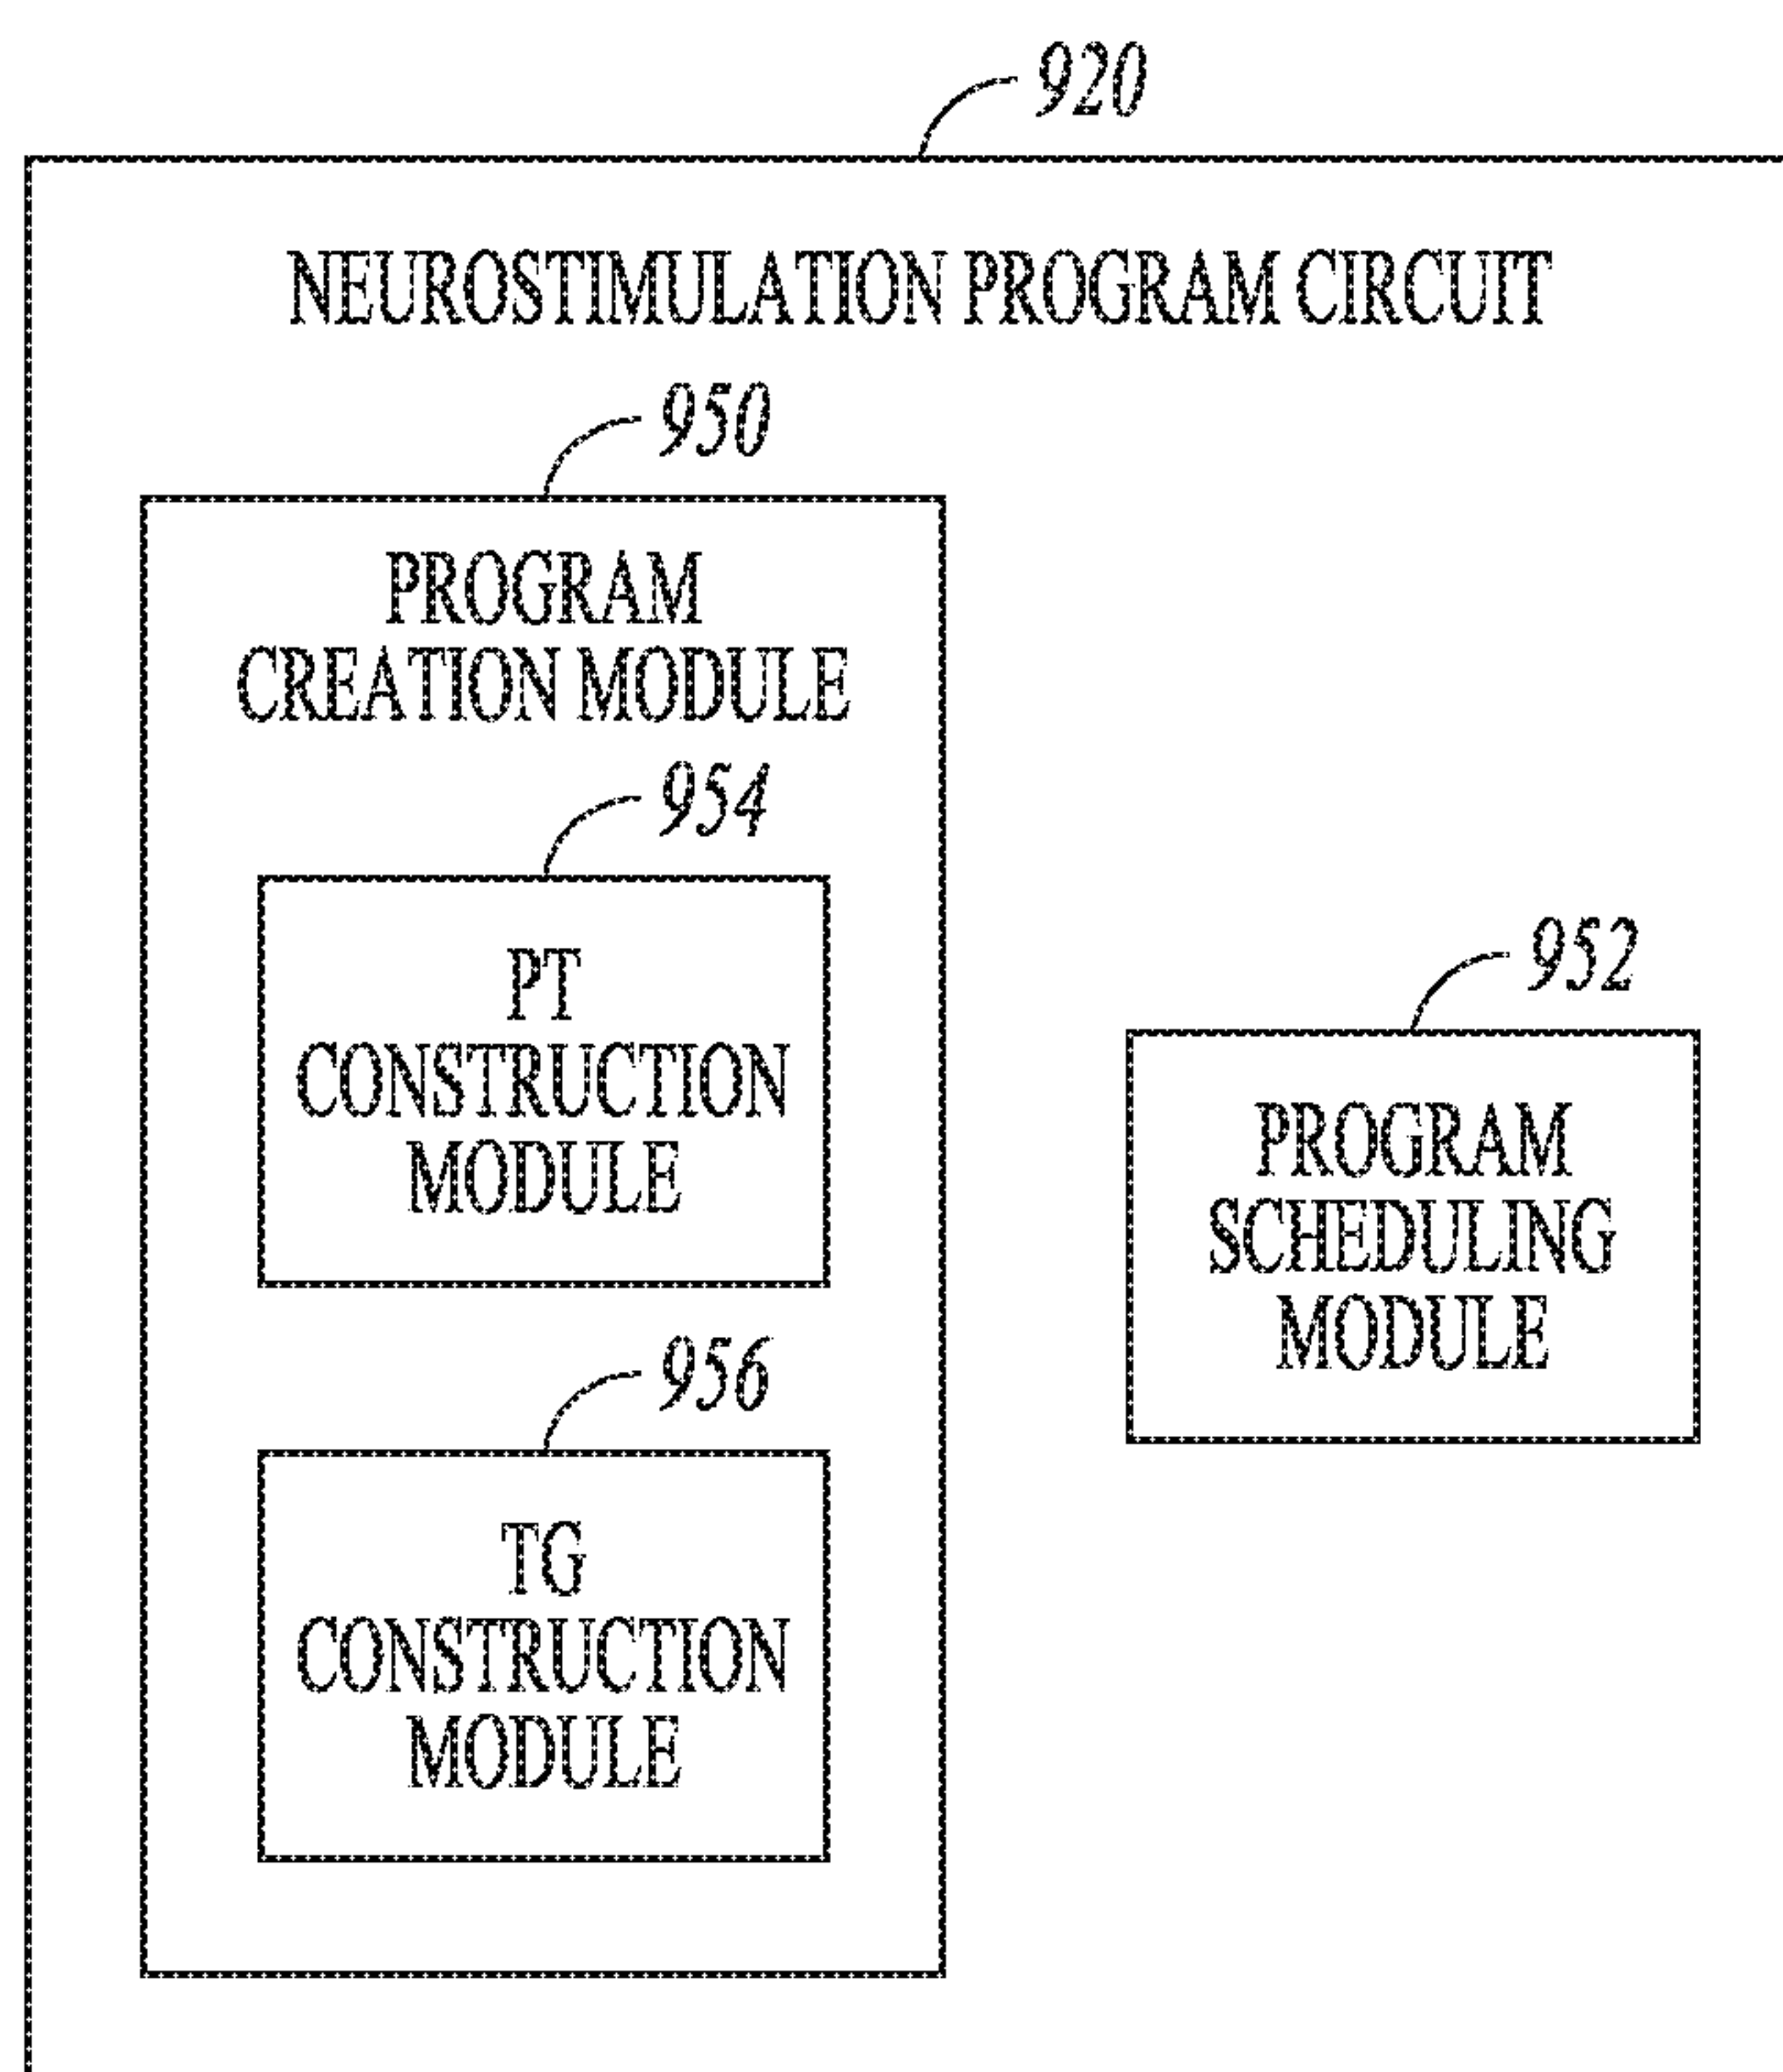 920
NEUROSTIMULATION PROGRAM CIRCUIT
950
PROGRAM
CREATION MODULE
954
PT
CONSTRUCTION
MODULE
952
PROGRAM
SCHEDULING
MODULE
956
TG
CONSTRUCTION
MODULE